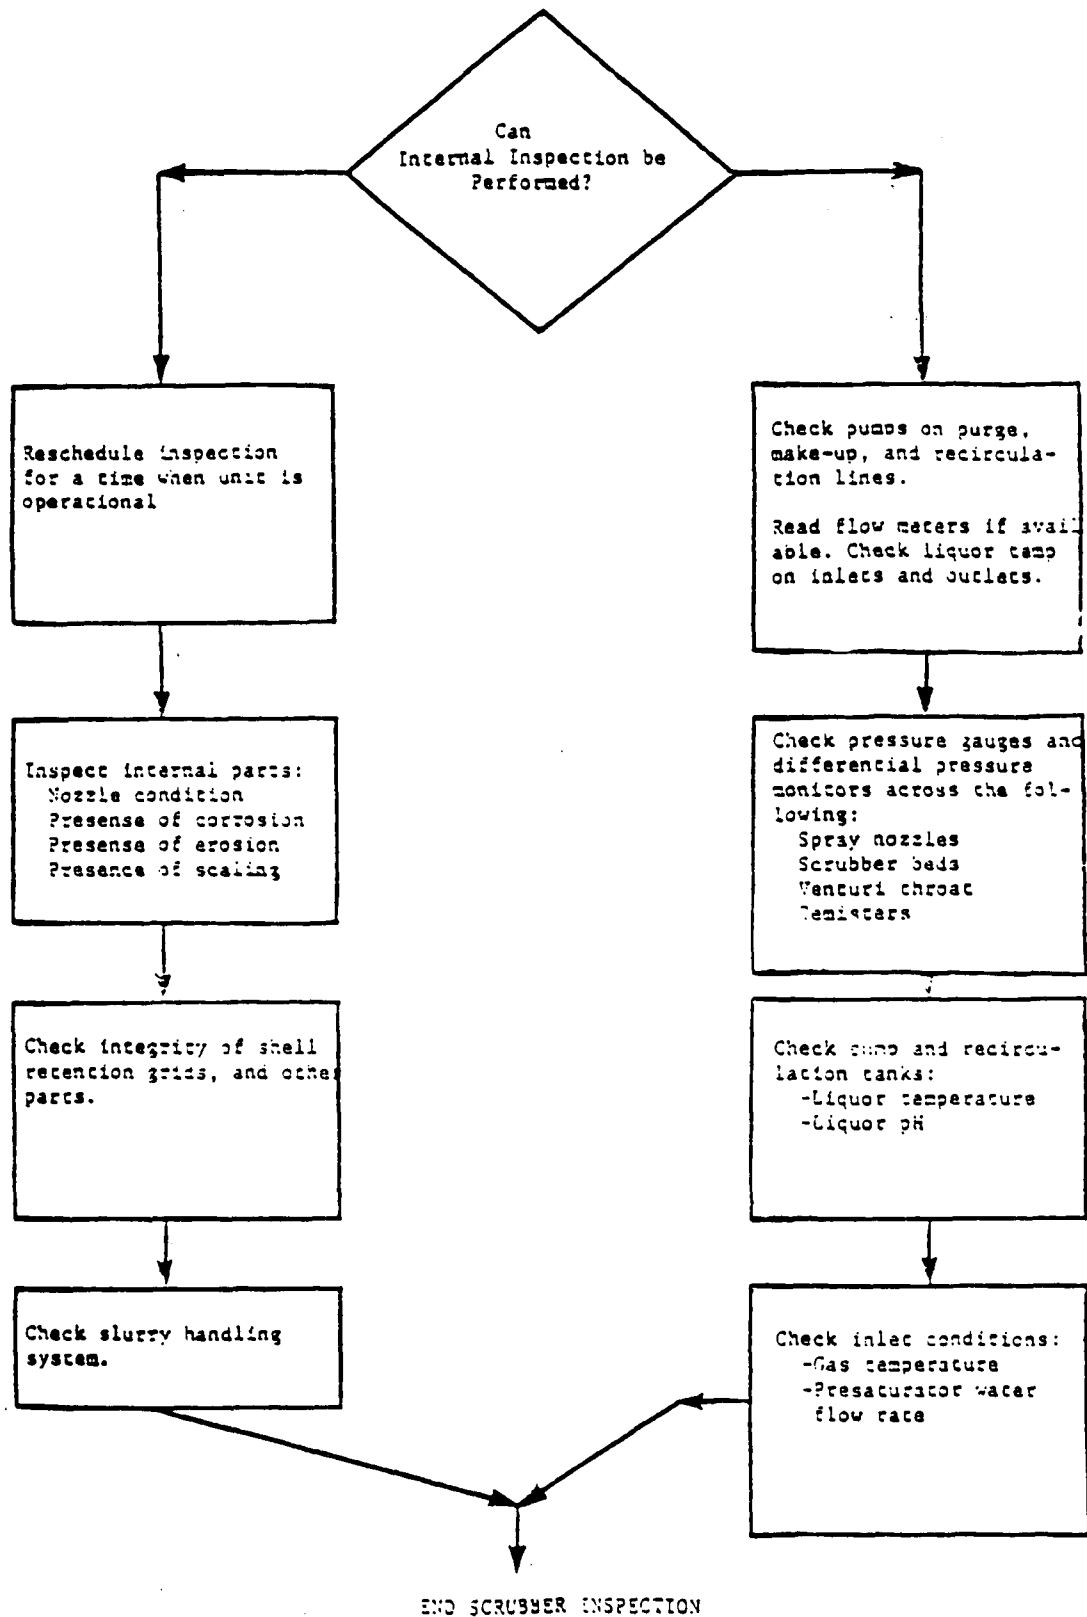 Can
Internal Inspection be
Performed?
Reschedule inspection
for a time when unit is
operational
Inspect internal parts:
Nozzle condition
Presense of corrosion
Presense of erosion
Presence of scaling
Check integrity of shell
retention grids, and other
parts.
Check slurry handling
system.
Check pumps on purge,
make-up, and recircula-
tion lines.
Read flow meters if avail
able. Check liquor temp
on inlets and outlets.
Check pressure gauges and
differential pressure
monitors across the fol-
lowing:
Spray nozzles
Scrubber beds
Venturi throat
Demisters
Check sump and recircu-
lation tanks:
-Liquor temperature
-Liquor pH
Check inlet conditions:
-Gas temperature
-Presaturator water
flow rate
END SCRUBBER INSPECTION